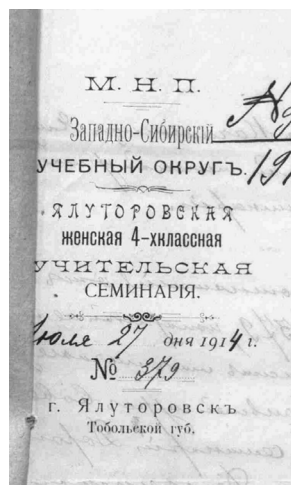 М. Н. П.
Западно-Сибирскій
УЧЕБНЫЙ ОКРУГЪ.
ЯЛУТОРОВСКАЯ
женская 4-хклассная
УЧИТЕЛЬСКАЯ
СЕМИНАРІЯ.
Іюля 27 дня 1914 г.
№ 379
г. Ялуторовскъ
Тобольской губ.